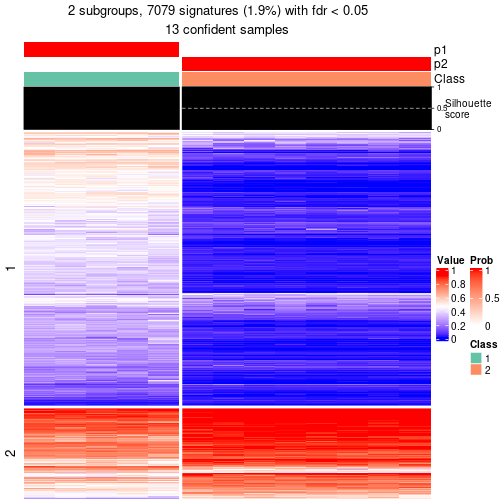 2 subgroups, 7079 signatures (1.9%) with fdr < 0.05
13 confident samples
p1
p2
Class
1
0.5
0
Silhouette
score
1
2
Value
1
0.8
0.6
0.4
0.2
0
Prob
1
0.5
0
Class
1
2